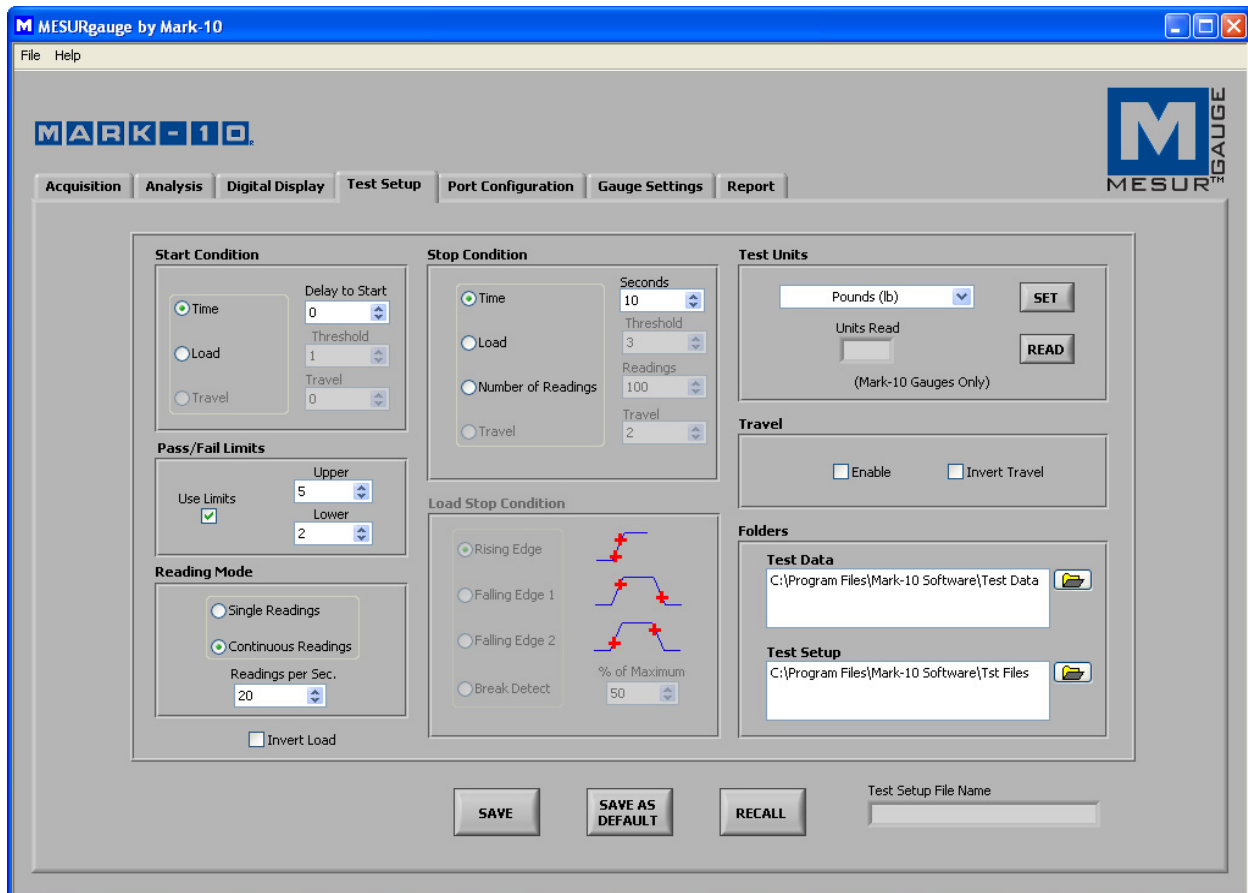 MESURgauge by Mark-10
File Help
MARK-10
MESUR™ GAUGE
Acquisition Analysis Digital Display Test Setup Port Configuration Gauge Settings Report
Start Condition
Time
Load
Travel
Delay to Start
0
Threshold
1
Travel
0
Pass/Fail Limits
Use Limits
Upper
5
Lower
2
Reading Mode
Single Readings
Continuous Readings
Readings per Sec.
20
Invert Load
Stop Condition
Time
Load
Number of Readings
Travel
Seconds
10
Threshold
3
Readings
100
Travel
2
Load Stop Condition
Rising Edge
Falling Edge 1
Falling Edge 2
Break Detect
% of Maximum
50
Test Units
Pounds (lb)
SET
Units Read
READ
(Mark-10 Gauges Only)
Travel
Enable
Invert Travel
Folders
Test Data
C:\Program Files\Mark-10 Software\Test Data
Test Setup
C:\Program Files\Mark-10 Software\Tst Files
SAVE
SAVE AS
DEFAULT
RECALL
Test Setup File Name